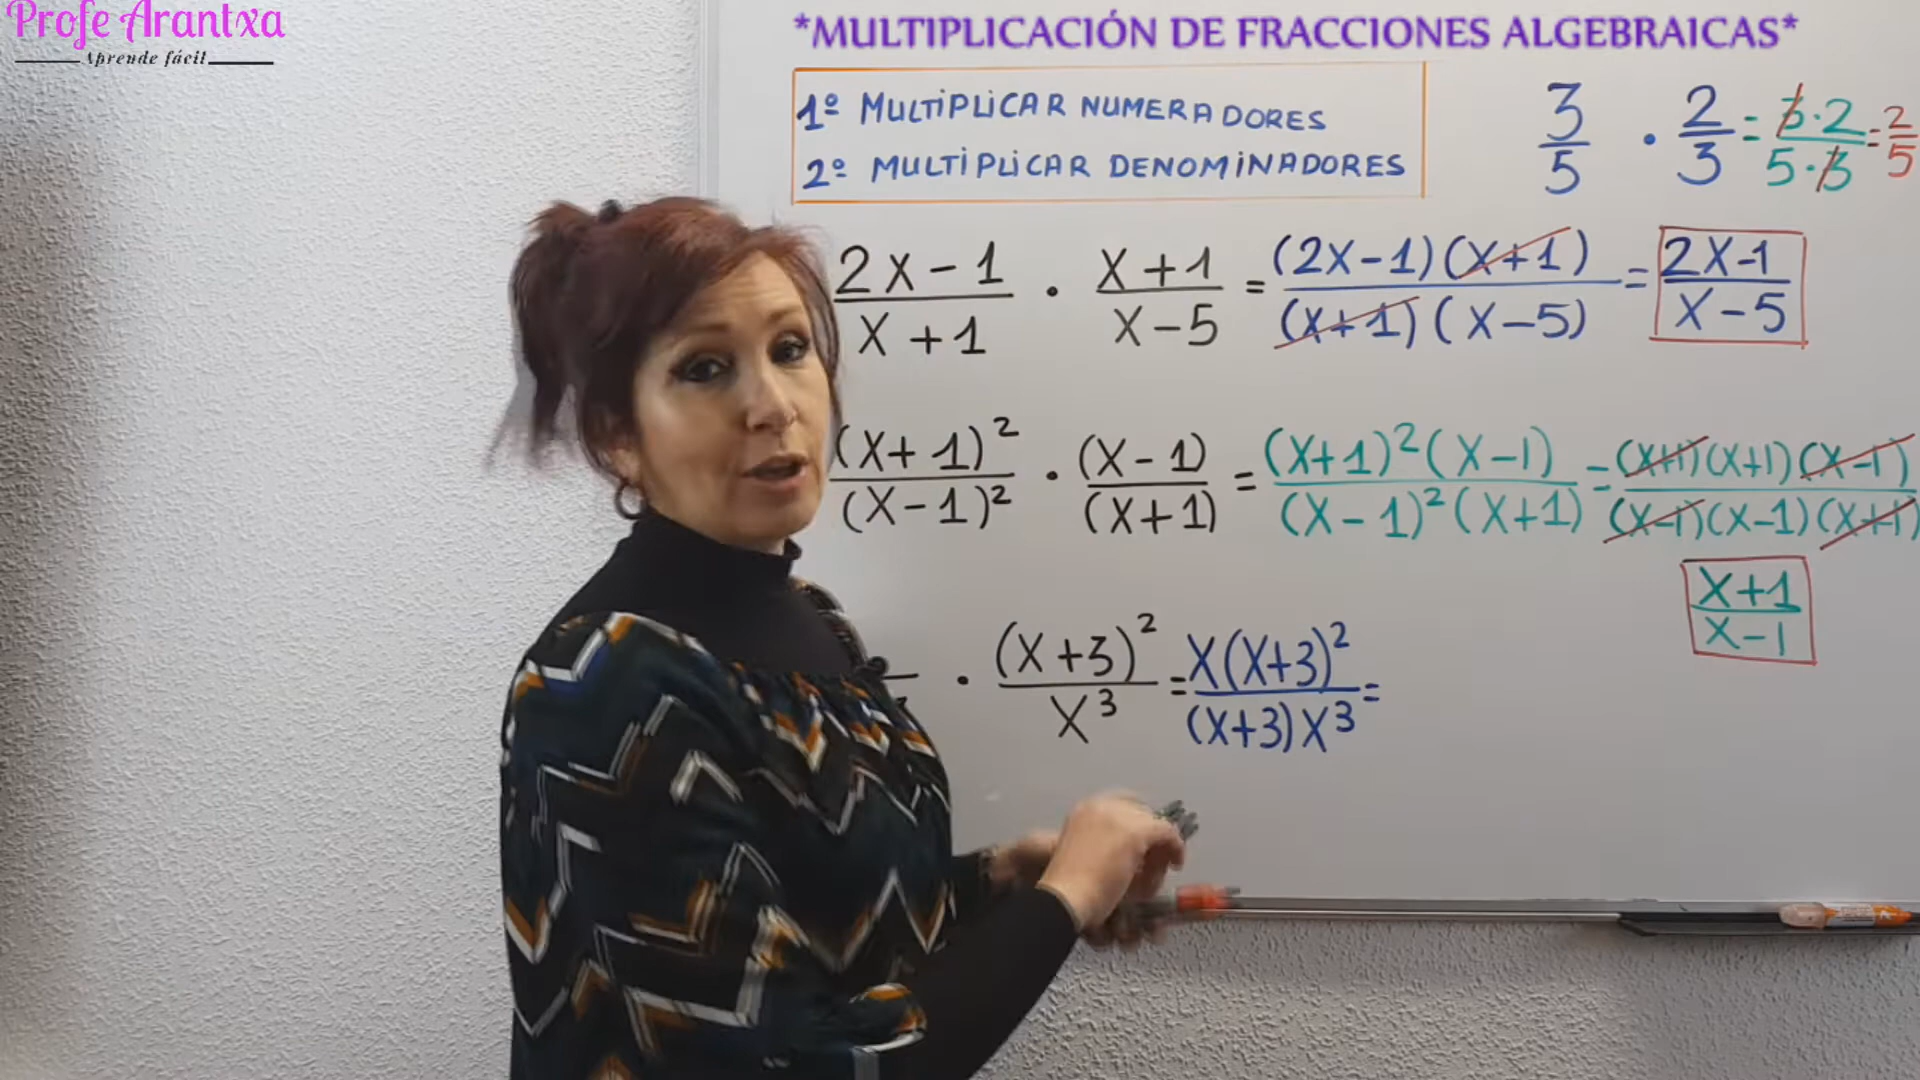 Profe Arantxa
Aprende fácil
*MULTIPLICACIÓN DE FRACCIONES ALGEBRAICAS*
1º MULTIPLICAR NUMERADORES
2º MULTIPLICAR DENOMINADORES
3/5 · 2/3 = 3·2/5·3 = 2/5
2X-1/X+1 · X+1/X-5 = (2X-1)(X+1)/(X+1)(X-5) = 2X-1/X-5
(X+1)²/(X-1)² · (X-1)/(X+1) = (X+1)²(X-1)/(X-1)²(X+1) = (X+1)(X+1)(X-1)/(X-1)(X-1)(X+1)
X+1/X-1
· (X+3)²/X³ = X(X+3)²/(X+3)X³ =